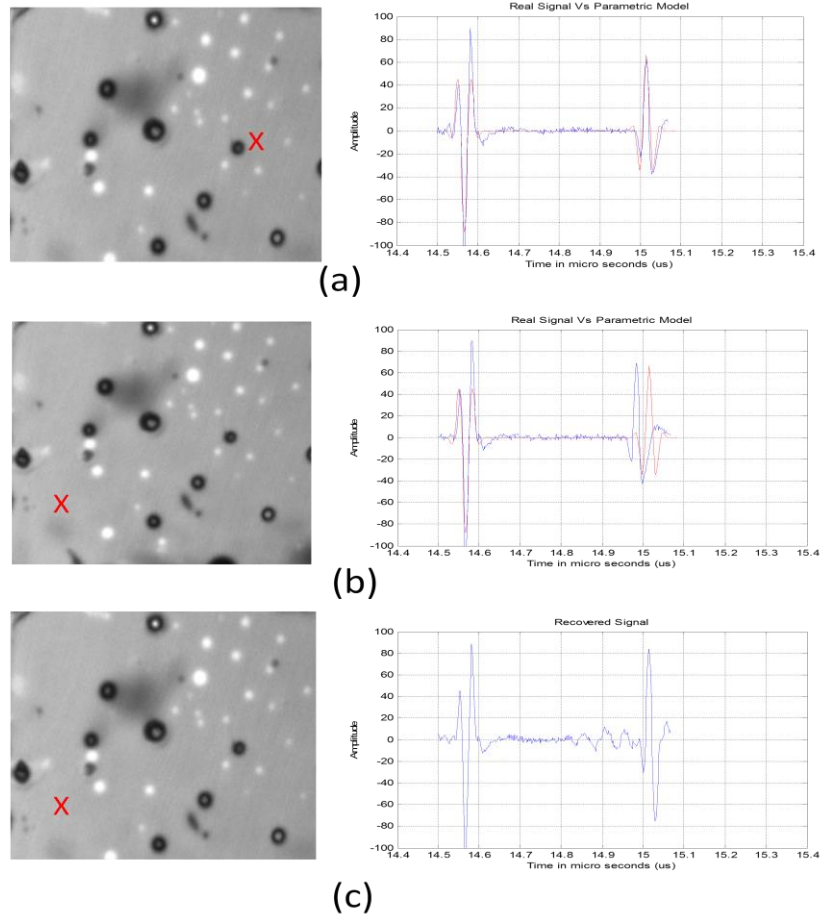 Real Signal Vs Parametric Model
Amplitude
100
80
60
40
20
0
-20
-40
-60
-80
-100
14.4 14.5 14.6 14.7 14.8 14.9 15 15.1 15.2 15.3 15.4
Time in micro seconds (us)
X
(a)
Real Signal Vs Parametric Model
Amplitude
100
80
60
40
20
0
-20
-40
-60
-80
-100
14.4 14.5 14.6 14.7 14.8 14.9 15 15.1 15.2 15.3 15.4
Time in micro seconds (us)
X
(b)
Recovered Signal
Amplitude
100
80
60
40
20
0
-20
-40
-60
-80
-100
14.4 14.5 14.6 14.7 14.8 14.9 15 15.1 15.2 15.3 15.4
Time in micro seconds (us)
X
(c)